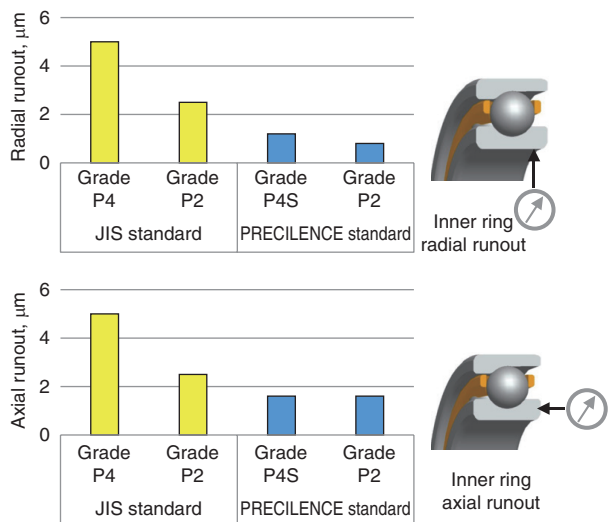 Radial runout, μm
6
4
2
0
Grade P4
Grade P2
Grade P4S
Grade P2
JIS standard
PRECILENCE standard
Inner ring
radial runout
Axial runout, μm
6
4
2
0
Grade P4
Grade P2
Grade P4S
Grade P2
JIS standard
PRECILENCE standard
Inner ring
axial runout